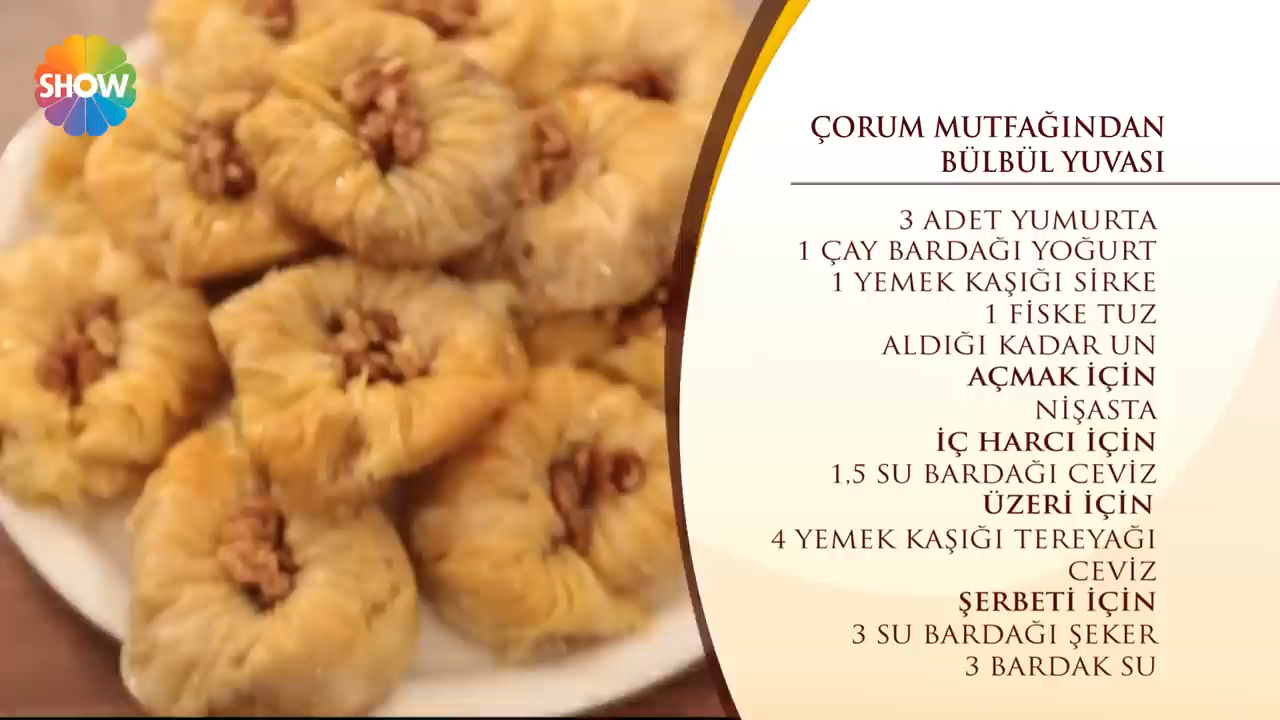 SHOW
ÇORUM MUTFAĞINDAN
BÜLBÜL YUVASI
3 ADET YUMURTA
1 ÇAY BARDAĞI YOĞURT
1 YEMEK KAŞIĞI SİRKE
1 FİSKE TUZ
ALDIĞI KADAR UN
AÇMAK İÇİN
NİŞASTA
İÇ HARCI İÇİN
1,5 SU BARDAĞI CEVİZ
ÜZERİ İÇİN
4 YEMEK KAŞIĞI TEREYAĞI
CEVİZ
ŞERBETİ İÇİN
3 SU BARDAĞI ŞEKER
3 BARDAK SU